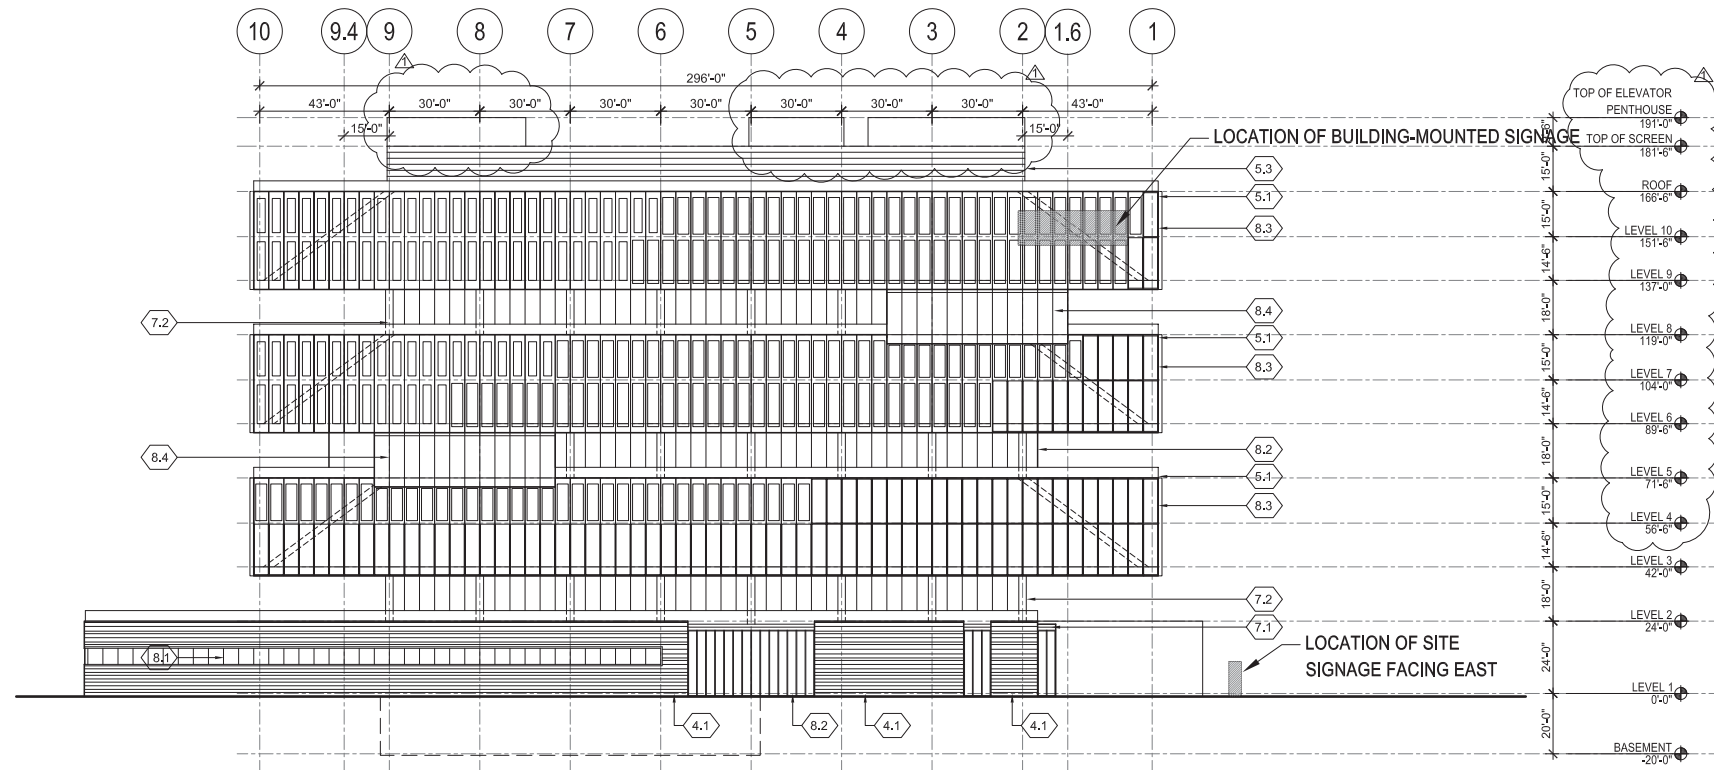 10 9.4 9 8 7 6 5 4 3 2 1.6 1
1 1 1
296'-0"
43'-0" 30'-0" 30'-0" 30'-0" 30'-0" 30'-0" 30'-0" 30'-0" 43'-0"
15'-0" 15'-0"
LOCATION OF BUILDING-MOUNTED SIGNAGE
TOP OF ELEVATOR
PENTHOUSE
191'-0"
TOP OF SCREEN
181'-6"
15'-0"
5.3
ROOF
166'-6"
5.1
15'-0"
8.3
LEVEL 10
151'-6"
14'-6"
LEVEL 9
137'-0"
18'-0"
8.4
7.2
LEVEL 8
119'-0"
5.1
15'-0"
8.3
LEVEL 7
104'-0"
14'-6"
LEVEL 6
89'-6"
18'-0"
8.2
8.4
LEVEL 5
71'-6"
5.1
15'-0"
8.3
LEVEL 4
56'-6"
14'-6"
LEVEL 3
42'-0"
18'-0"
7.2
LEVEL 2
24'-0"
7.1
8.1
LOCATION OF SITE
SIGNAGE FACING EAST
24'-0"
LEVEL 1
0'-0"
4.1 8.2 4.1 4.1
20'-0"
BASEMENT
-20'-0"